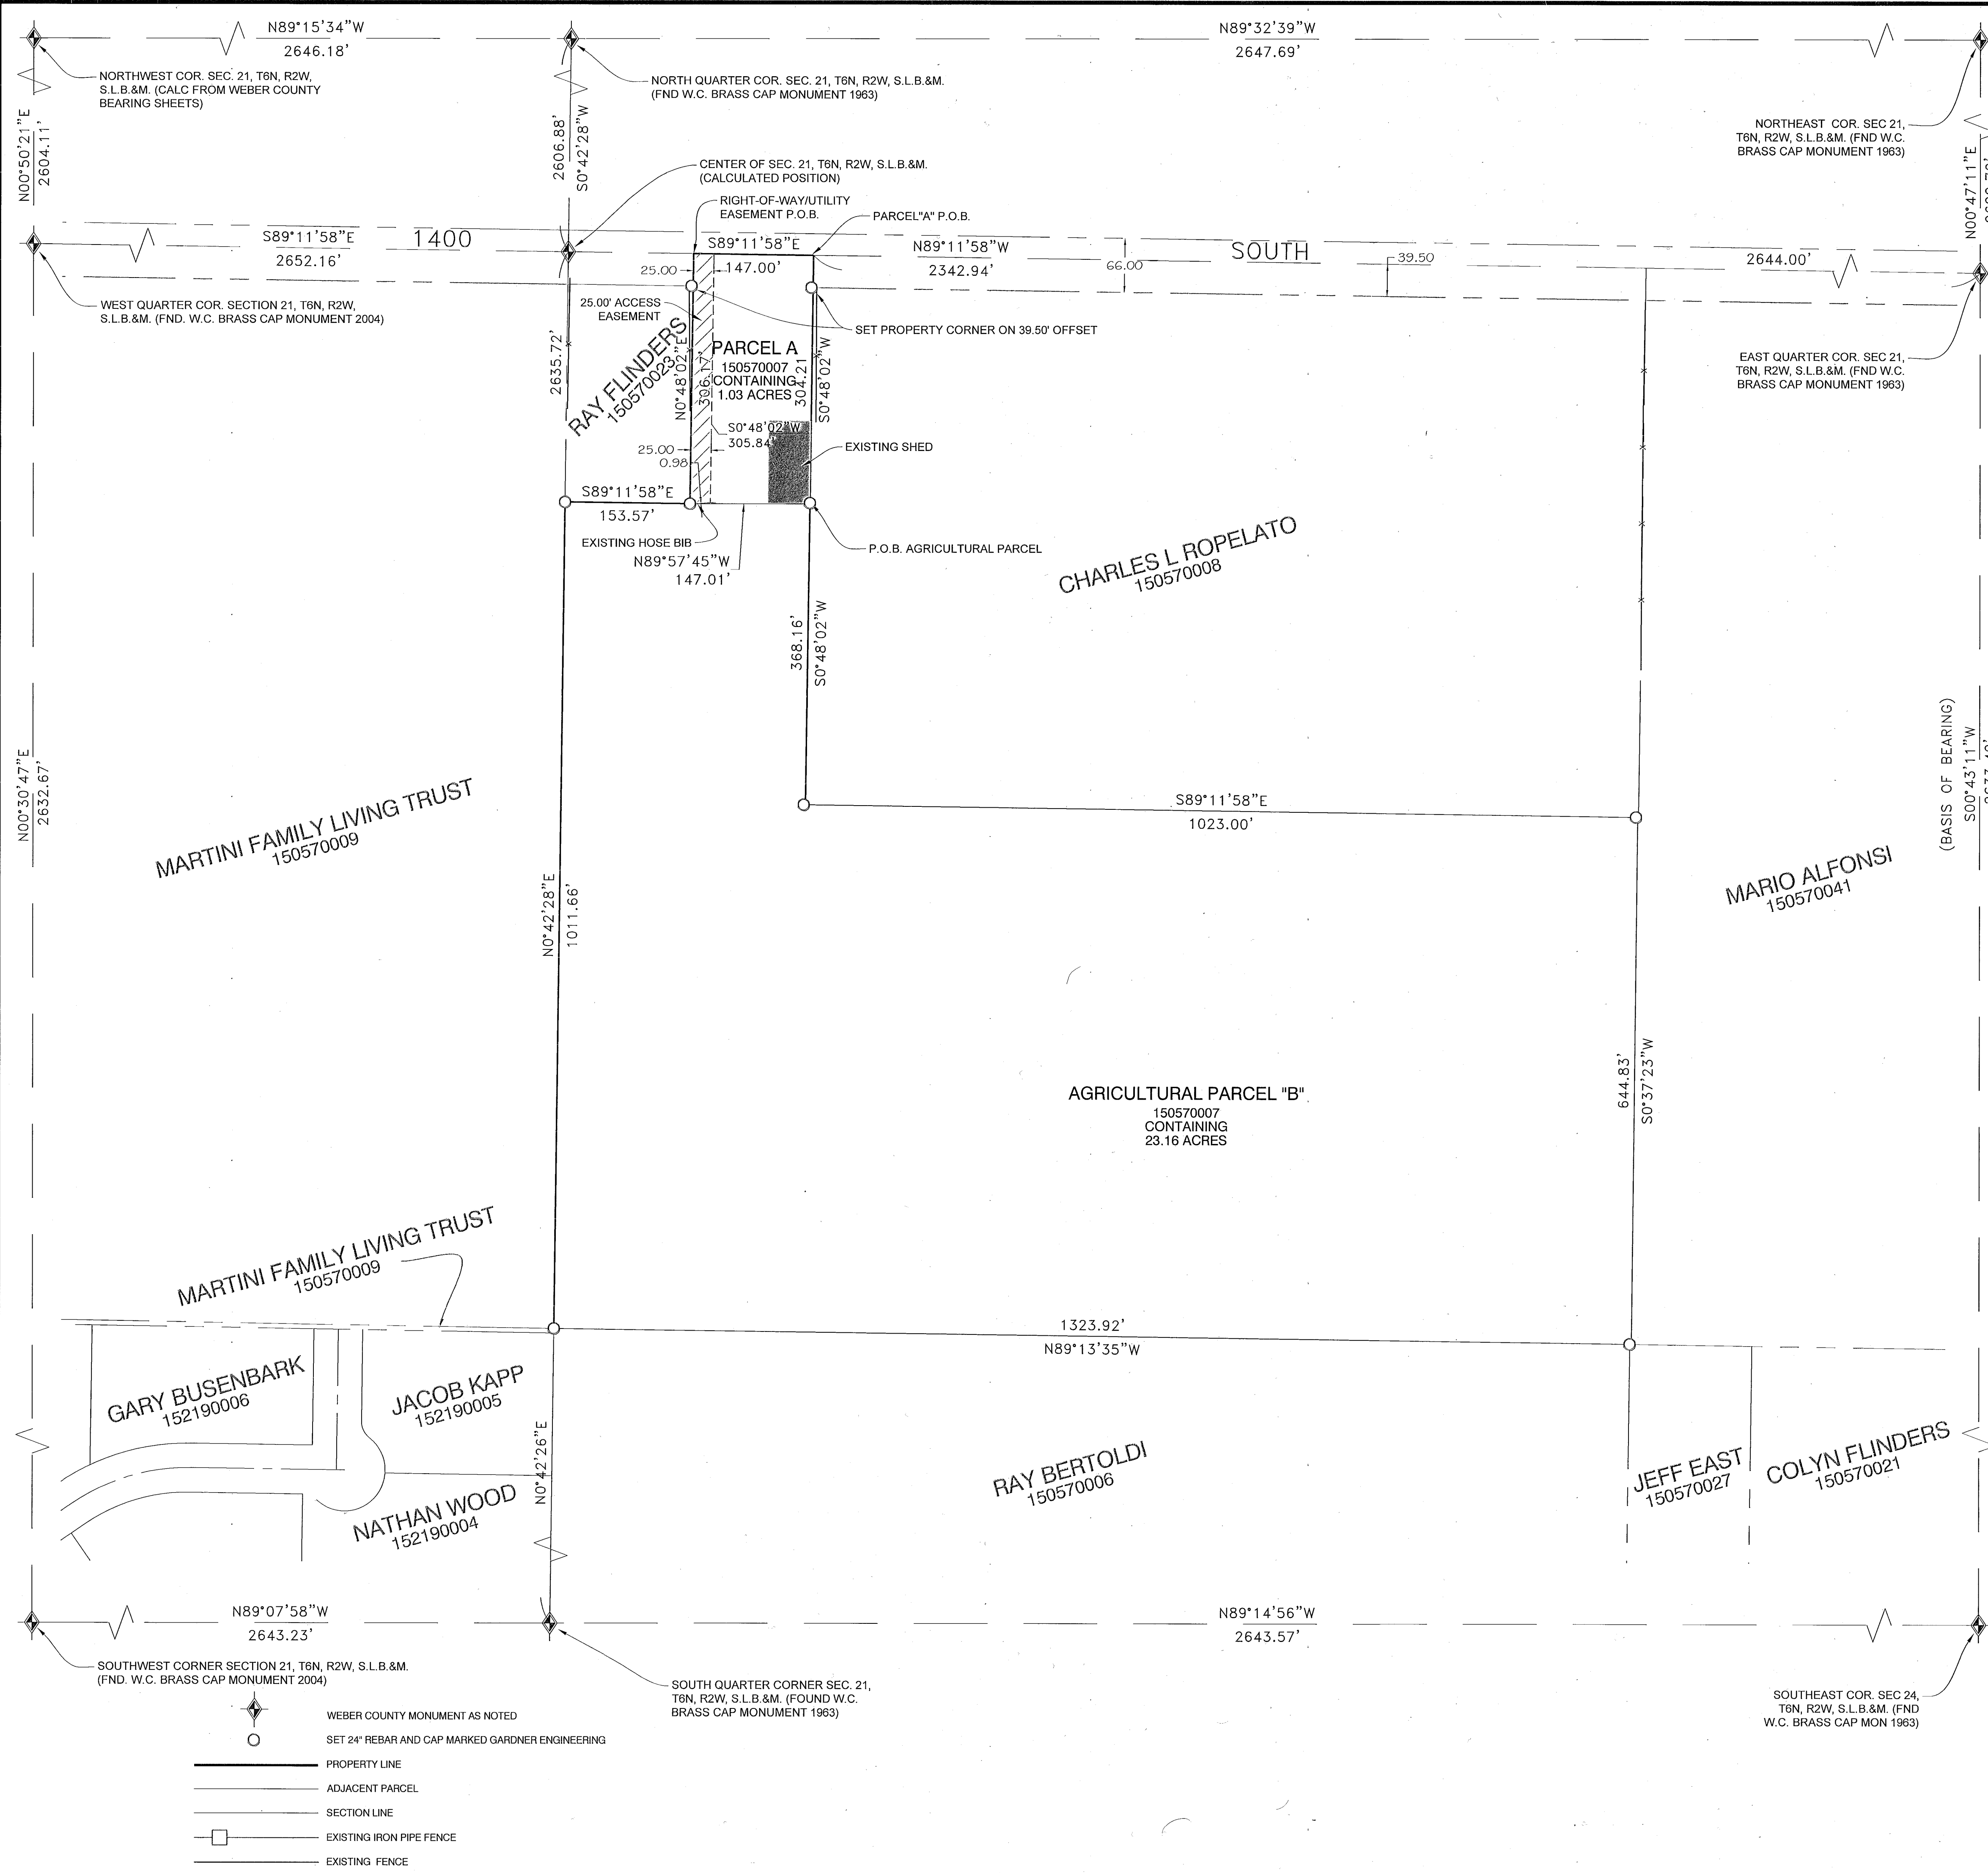 N89°15'34"W
2646.18'
N89°32'39"W
2647.69'
NORTHWEST COR. SEC. 21, T6N, R2W,
S.L.B.&M. (CALC FROM WEBER COUNTY
BEARING SHEETS)
NORTH QUARTER COR. SEC. 21, T6N, R2W, S.L.B.&M.
(FND W.C. BRASS CAP MONUMENT 1963)
NORTHEAST COR. SEC 21,
T6N, R2W, S.L.B.&M. (FND W.C.
BRASS CAP MONUMENT 1963)
N00°50'21"E
2604.11'
2606.88'
S0°42'28"W
N00°47'11"E
CENTER OF SEC. 21, T6N, R2W, S.L.B.&M.
(CALCULATED POSITION)
RIGHT-OF-WAY/UTILITY
EASEMENT P.O.B.
PARCEL"A" P.O.B.
S89°11'58"E
2652.16'
1400
S89°11'58"E
147.00'
N89°11'58"W
2342.94'
66.00
SOUTH
39.50
2644.00'
25.00
WEST QUARTER COR. SECTION 21, T6N, R2W,
S.L.B.&M. (FND. W.C. BRASS CAP MONUMENT 2004)
25.00' ACCESS
EASEMENT
SET PROPERTY CORNER ON 39.50' OFFSET
EAST QUARTER COR. SEC 21,
T6N, R2W, S.L.B.&M. (FND W.C.
BRASS CAP MONUMENT 1963)
2635.72'
RAY FLINDERS
150570023
N0°48'02"E
306.17'
PARCEL A
150570007
CONTAINING
1.03 ACRES
304.21
S0°48'02"W
S0°48'02"W
305.84'
25.00
0.98
EXISTING SHED
S89°11'58"E
153.57'
EXISTING HOSE BIB
N89°57'45"W
147.01'
P.O.B. AGRICULTURAL PARCEL
CHARLES L ROPELATO
150570008
368.16'
S0°48'02"W
N00°30'47"E
2632.67'
(BASIS OF BEARING)
S00°43'11"W
MARTINI FAMILY LIVING TRUST
150570009
S89°11'58"E
1023.00'
MARIO ALFONSI
150570041
N0°42'28"E
1011.66'
AGRICULTURAL PARCEL "B"
150570007
CONTAINING
23.16 ACRES
644.83'
S0°37'23"W
MARTINI FAMILY LIVING TRUST
150570009
1323.92'
N89°13'35"W
GARY BUSENBARK
152190006
JACOB KAPP
152190005
N0°42'26"E
NATHAN WOOD
152190004
RAY BERTOLDI
150570006
JEFF EAST
150570027
COLYN FLINDERS
150570021
N89°07'58"W
2643.23'
N89°14'56"W
2643.57'
SOUTHWEST CORNER SECTION 21, T6N, R2W, S.L.B.&M.
(FND. W.C. BRASS CAP MONUMENT 2004)
SOUTH QUARTER CORNER SEC. 21,
T6N, R2W, S.L.B.&M. (FOUND W.C.
BRASS CAP MONUMENT 1963)
SOUTHEAST COR. SEC 24,
T6N, R2W, S.L.B.&M. (FND
W.C. BRASS CAP MON 1963)
WEBER COUNTY MONUMENT AS NOTED
SET 24" REBAR AND CAP MARKED GARDNER ENGINEERING
PROPERTY LINE
ADJACENT PARCEL
SECTION LINE
EXISTING IRON PIPE FENCE
EXISTING FENCE